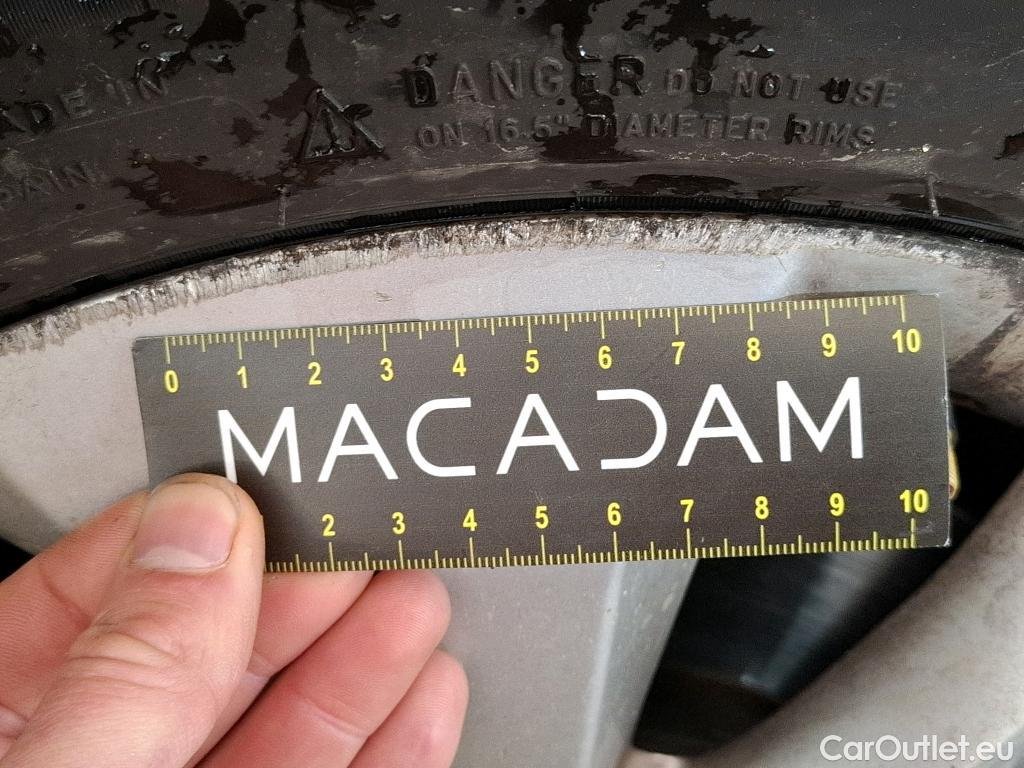 MADE IN
SPAIN
DANGER DO NOT USE
ON 16.5" DIAMETER RIMS
0 1 2 3 4 5 6 7 8 9 10
MACADAM
2 3 4 5 6 7 8 9 10
CarOutlet.eu